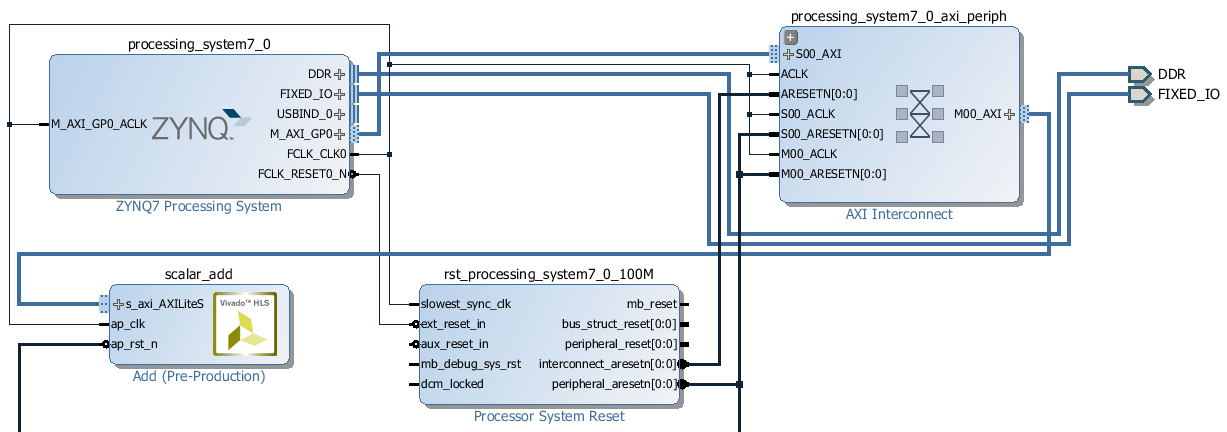 processing_system7_0
DDR
FIXED_IO
USBIND_0
M_AXI_GP0
FCLK_CLK0
FCLK_RESET0_N
M_AXI_GP0_ACLK
ZYNQ
ZYNQ7 Processing System
processing_system7_0_axi_periph
S00_AXI
ACLK
ARESETN[0:0]
S00_ACLK
S00_ARESETN[0:0]
M00_ACLK
M00_ARESETN[0:0]
M00_AXI
AXI Interconnect
DDR
FIXED_IO
scalar_add
s_axi_AXILiteS
ap_clk
ap_rst_n
Vivado™ HLS
Add (Pre-Production)
rst_processing_system7_0_100M
slowest_sync_clk
ext_reset_in
aux_reset_in
mb_debug_sys_rst
dcm_locked
mb_reset
bus_struct_reset[0:0]
peripheral_reset[0:0]
interconnect_aresetn[0:0]
peripheral_aresetn[0:0]
Processor System Reset